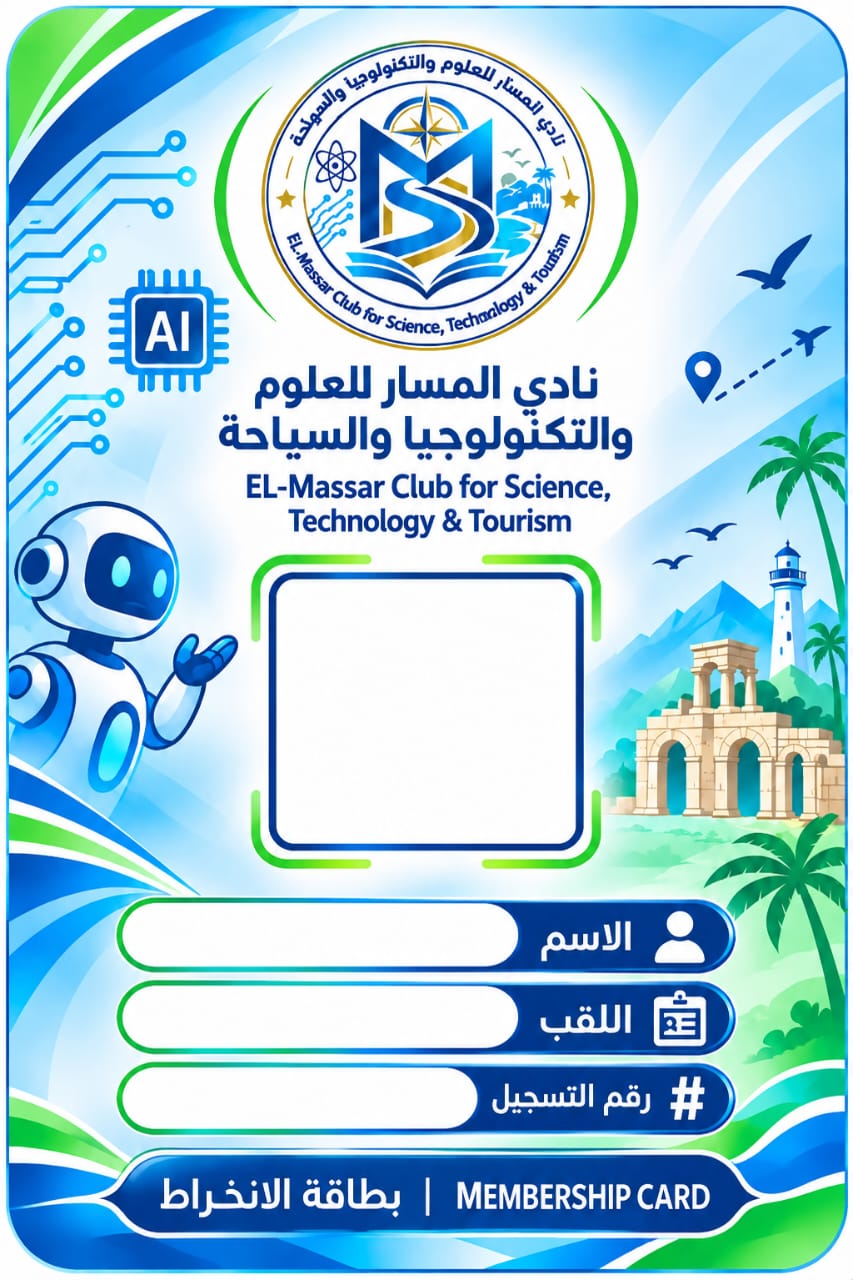 نادي المسار للعلوم والتكنولوجيا والسياحة
EL-Massar Club for Science, Technology & Tourism
AI
نادي المسار للعلوم
والتكنولوجيا والسياحة
EL-Massar Club for Science,
Technology & Tourism
الاسم
اللقب
رقم التسجيل #
بطاقة الانخراط | MEMBERSHIP CARD